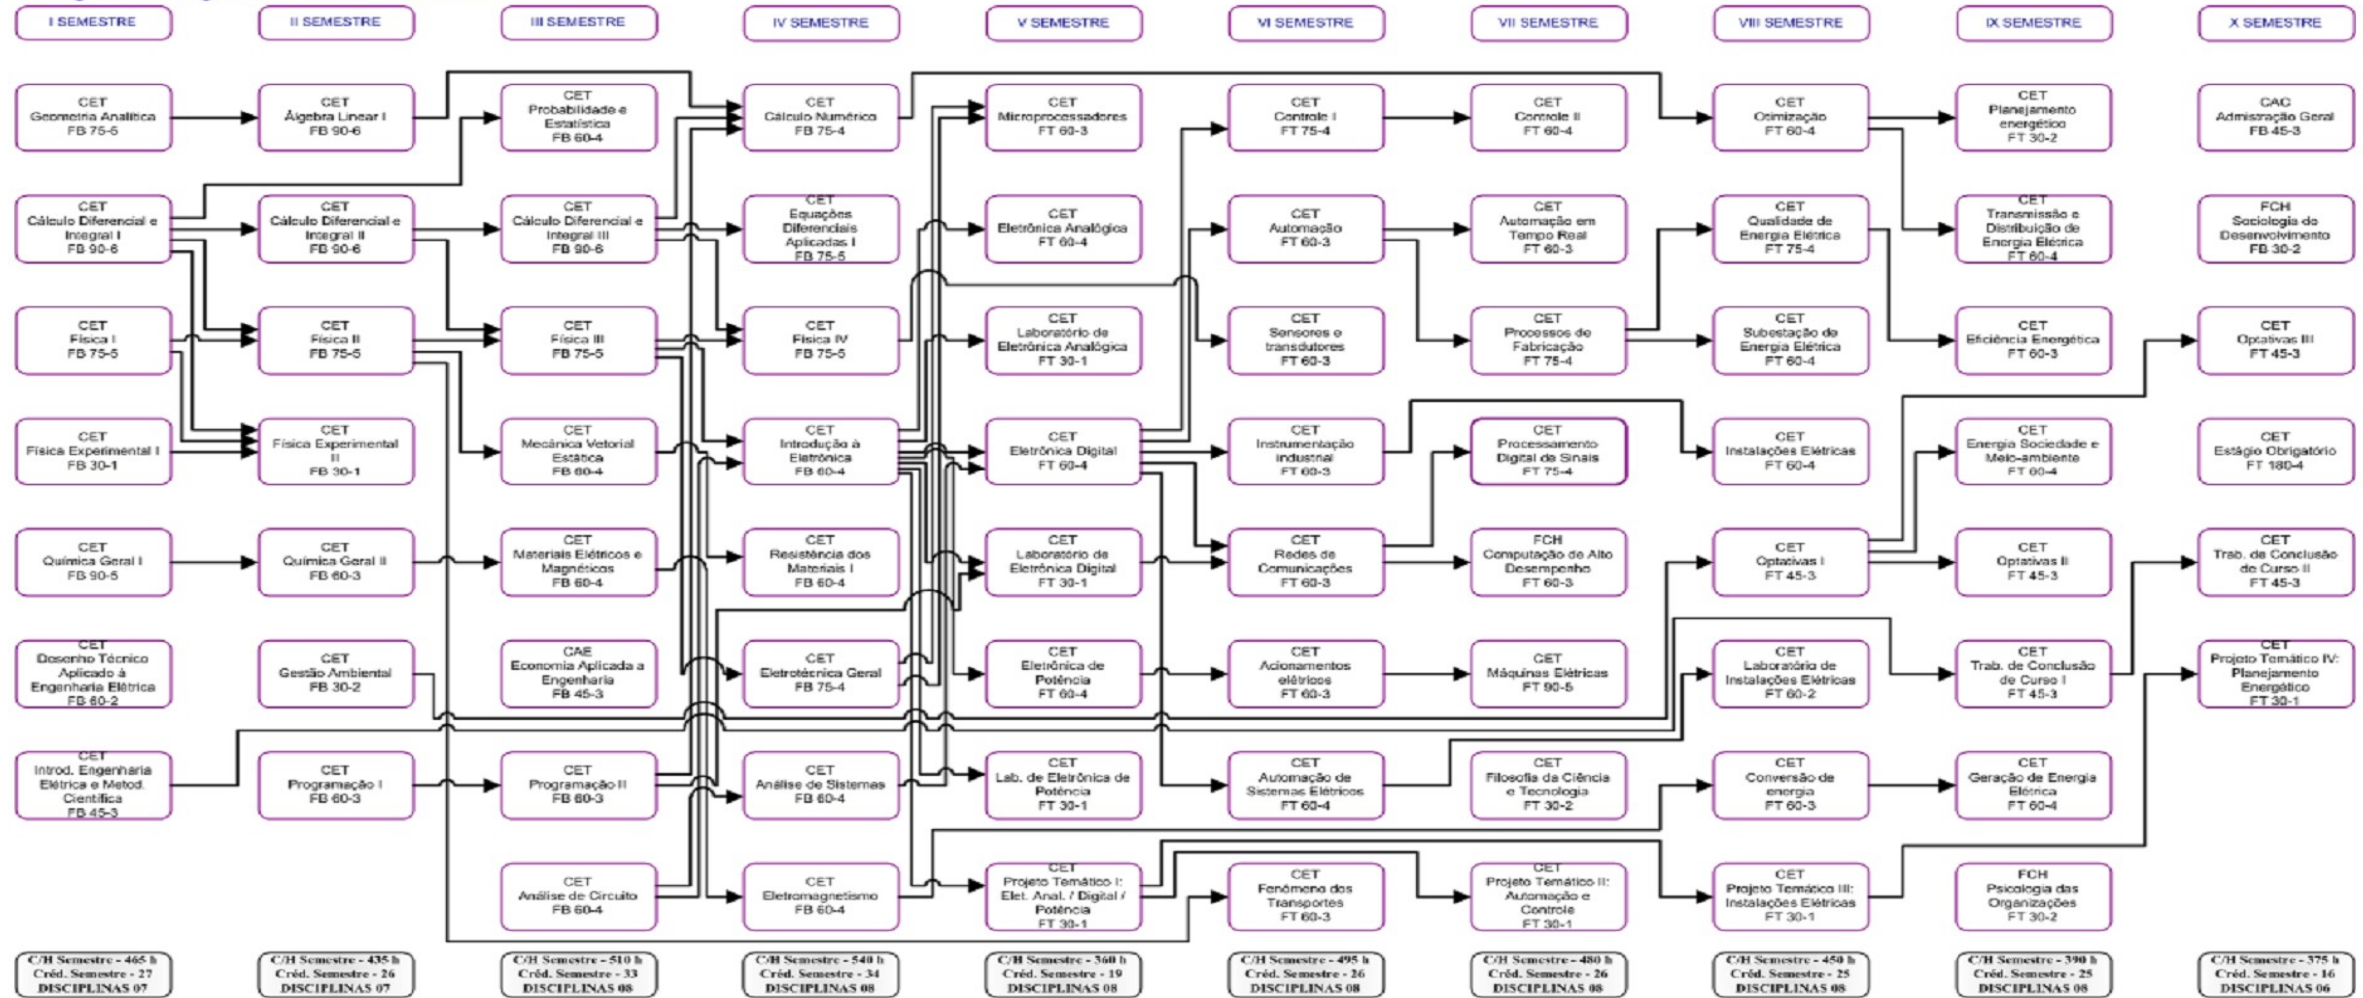 I SEMESTRE
II SEMESTRE
III SEMESTRE
IV SEMESTRE
V SEMESTRE
VI SEMESTRE
VII SEMESTRE
VIII SEMESTRE
IX SEMESTRE
X SEMESTRE
CET
Geometria Analítica
FB 75-5
CET
Álgebra Linear I
FB 90-6
CET
Probabilidade e
Estatística
FB 60-4
CET
Cálculo Numérico
FB 75-4
CET
Microprocessadores
FT 60-3
CET
Controle I
FT 75-4
CET
Controle II
FT 60-4
CET
Otimização
FT 60-4
CET
Planejamento
energético
FT 30-2
CAC
Admistração Geral
FB 45-3
CET
Cálculo Diferencial e
Integral I
FB 90-6
CET
Cálculo Diferencial e
Integral II
FB 90-6
CET
Cálculo Diferencial e
Integral III
FB 90-6
CET
Equações
Diferenciais
Aplicadas I
FB 75-5
CET
Eletrônica Analógica
FT 60-4
CET
Automação
FT 60-3
CET
Automação em
Tempo Real
FT 60-3
CET
Qualidade de
Energia Elétrica
FT 75-4
CET
Transmissão e
Distribuição de
Energia Elétrica
FT 60-4
FCH
Sociologia do
Desenvolvimento
FB 30-2
CET
Física I
FB 75-5
CET
Física II
FB 75-5
CET
Física III
FB 75-5
CET
Física IV
FB 75-5
CET
Laboratório de
Eletrônica Analógica
FT 30-1
CET
Sensores e
transdutores
FT 60-3
CET
Processos de
Fabricação
FT 75-4
CET
Subestação de
Energia Elétrica
FT 60-4
CET
Eficiência Energética
FT 60-3
CET
Optativas III
FT 45-3
CET
Física Experimental I
FB 30-1
CET
Física Experimental
II
FB 30-1
CET
Mecânica Vetorial
Estática
FB 60-4
CET
Introdução à
Eletrônica
FB 60-4
CET
Eletrônica Digital
FT 60-4
CET
Instrumentação
industrial
FT 60-3
CET
Processamento
Digital de Sinais
FT 75-4
CET
Instalações Elétricas
FT 60-4
CET
Energia Sociedade e
Meio-ambiente
FT 60-4
CET
Estágio Obrigatório
FT 180-4
CET
Química Geral I
FB 90-5
CET
Química Geral II
FB 60-3
CET
Materiais Elétricos e
Magnéticos
FB 60-4
CET
Resistência dos
Materiais I
FB 60-4
CET
Laboratório de
Eletrônica Digital
FT 30-1
CET
Redes de
Comunicações
FT 60-3
FCH
Computação de Alto
Desempenho
FT 60-3
CET
Optativas I
FT 45-3
CET
Optativas II
FT 45-3
CET
Trab. de Conclusão
de Curso II
FT 45-3
CET
Desenho Técnico
Aplicado à
Engenharia Elétrica
FB 60-2
CET
Gestão Ambiental
FB 30-2
CAE
Economia Aplicada a
Engenharia
FB 45-3
CET
Eletrotécnica Geral
FB 75-4
CET
Eletrônica de
Potência
FT 60-4
CET
Acionamentos
elétricos
FT 60-3
CET
Máquinas Elétricas
FT 90-5
CET
Laboratório de
Instalações Elétricas
FT 60-2
CET
Trab. de Conclusão
de Curso I
FT 45-3
CET
Projeto Temático IV:
Planejamento
Energético
FT 30-1
CET
Introd. Engenharia
Elétrica e Metod.
Científica
FB 45-3
CET
Programação I
FB 60-3
CET
Programação II
FB 60-3
CET
Análise de Sistemas
FB 60-4
CET
Lab. de Eletrônica de
Potência
FT 30-1
CET
Automação de
Sistemas Elétricos
FT 60-4
CET
Filosofia da Ciência
e Tecnologia
FT 30-2
CET
Conversão de
energia
FT 60-3
CET
Geração de Energia
Elétrica
FT 60-4
CET
Análise de Circuito
FB 60-4
CET
Eletromagnetismo
FB 60-4
CET
Projeto Temático I:
Elet. Anal. / Digital /
Potência
FT 30-1
CET
Fenômeno dos
Transportes
FT 60-3
CET
Projeto Temático II:
Automação e
Controle
FT 30-1
CET
Projeto Temático III:
Instalações Elétricas
FT 30-1
FCH
Psicologia das
Organizações
FT 30-2
C/H Semestre - 465 h
Créd. Semestre - 27
DISCIPLINAS 07
C/H Semestre - 435 h
Créd. Semestre - 26
DISCIPLINAS 07
C/H Semestre - 510 h
Créd. Semestre - 33
DISCIPLINAS 08
C/H Semestre - 540 h
Créd. Semestre - 34
DISCIPLINAS 08
C/H Semestre - 360 h
Créd. Semestre - 19
DISCIPLINAS 08
C/H Semestre - 495 h
Créd. Semestre - 26
DISCIPLINAS 08
C/H Semestre - 480 h
Créd. Semestre - 26
DISCIPLINAS 08
C/H Semestre - 450 h
Créd. Semestre - 25
DISCIPLINAS 08
C/H Semestre - 390 h
Créd. Semestre - 25
DISCIPLINAS 08
C/H Semestre - 375 h
Créd. Semestre - 16
DISCIPLINAS 06